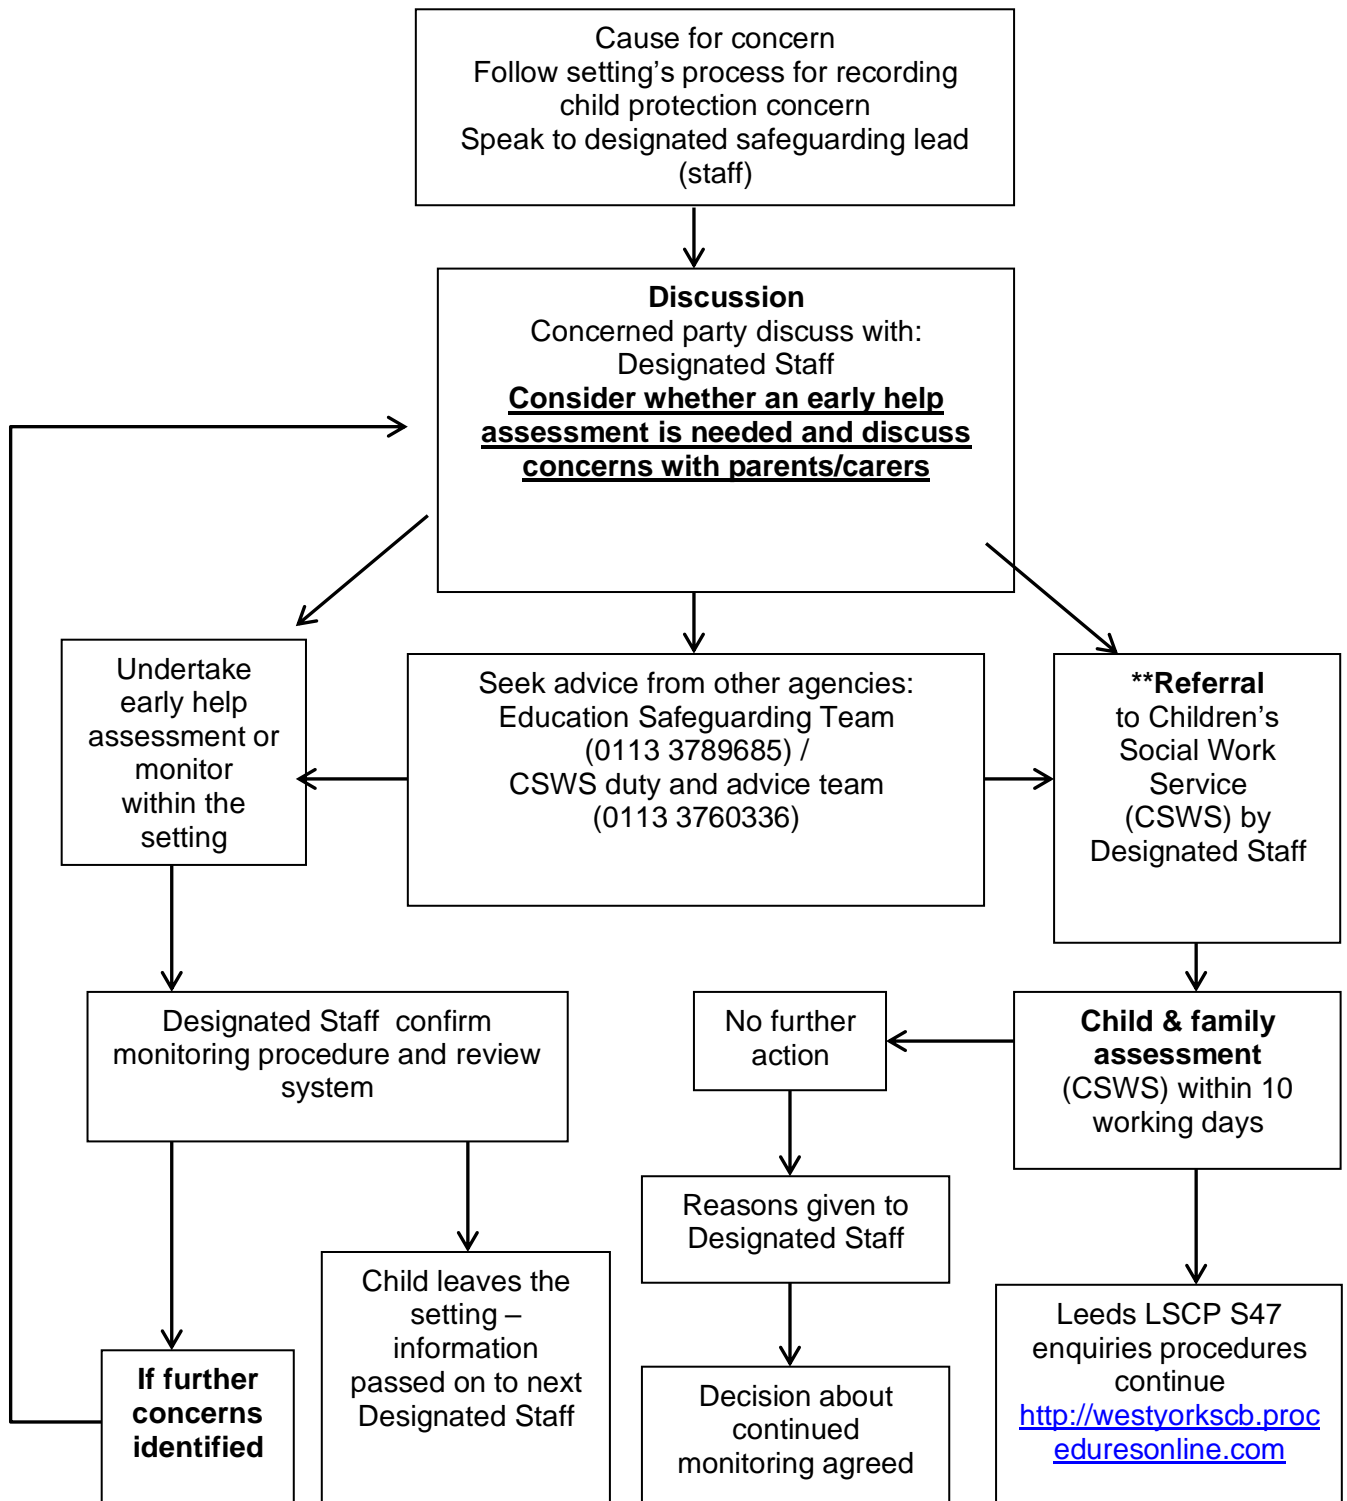 Cause for concern
Follow setting’s process for recording
child protection concern
Speak to designated safeguarding lead
(staff)
Discussion
Concerned party discuss with:
Designated Staff
Consider whether an early help
assessment is needed and discuss
concerns with parents/carers
Undertake
early help
assessment or
monitor
within the
setting
Seek advice from other agencies:
Education Safeguarding Team
(0113 3789685) /
CSWS duty and advice team
(0113 3760336)
**Referral
to Children’s
Social Work
Service
(CSWS) by
Designated Staff
Designated Staff  confirm
monitoring procedure and review
system
No further
action
Child & family
assessment
(CSWS) within 10
working days
Reasons given to
Designated Staff
If further
concerns
identified
Child leaves the
setting –
information
passed on to next
Designated Staff
Decision about
continued
monitoring agreed
Leeds LSCP S47
enquiries procedures
continue
http://westyorkscb.proc
eduresonline.com